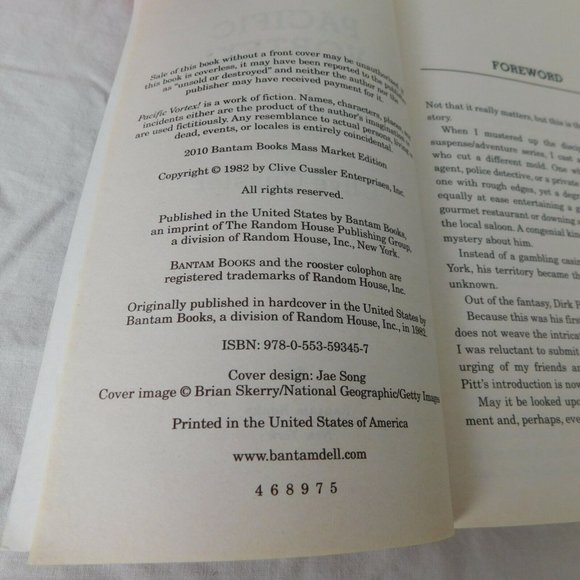 Sale of this book without a front cover may be unauthorized. If
this book is coverless, it may have been reported to the publisher
as "unsold or destroyed" and neither the author nor the
publisher may have received payment for it.
Pacific Vortex! is a work of fiction. Names, characters, places, and
incidents either are the product of the author's imagination or
are used fictitiously. Any resemblance to actual persons, living or
dead, events, or locales is entirely coincidental.
2010 Bantam Books Mass Market Edition
Copyright © 1982 by Clive Cussler Enterprises, Inc.
All rights reserved.
Published in the United States by Bantam Books,
an imprint of The Random House Publishing Group,
a division of Random House, Inc., New York.
BANTAM BOOKS and the rooster colophon are
registered trademarks of Random House, Inc.
Originally published in hardcover in the United States by
Bantam Books, a division of Random House, Inc., in 1982.
ISBN: 978-0-553-59345-7
Cover design: Jae Song
Cover image © Brian Skerry/National Geographic/Getty Images
Printed in the United States of America
www.bantamdell.com
4 6 8 9 7 5
FOREWORD
Not that it really matters, but this is th
story.
When I mustered up the
suspense/adventure series, I cast
who cut a different mold. One
agent, police detective, or a private
one with rough edges, yet a
equally at ease entertaining a
gourmet restaurant or downing
the local saloon. A congenial
mystery about him.
Instead of a gambling
York, his territory became
unknown.
Out of the fantasy, Dirk P
Because this was his
does not weave the
I was reluctant to
urging of my friends and
Pitt's introduction is now
May it be looked upon
ment and, perhaps,